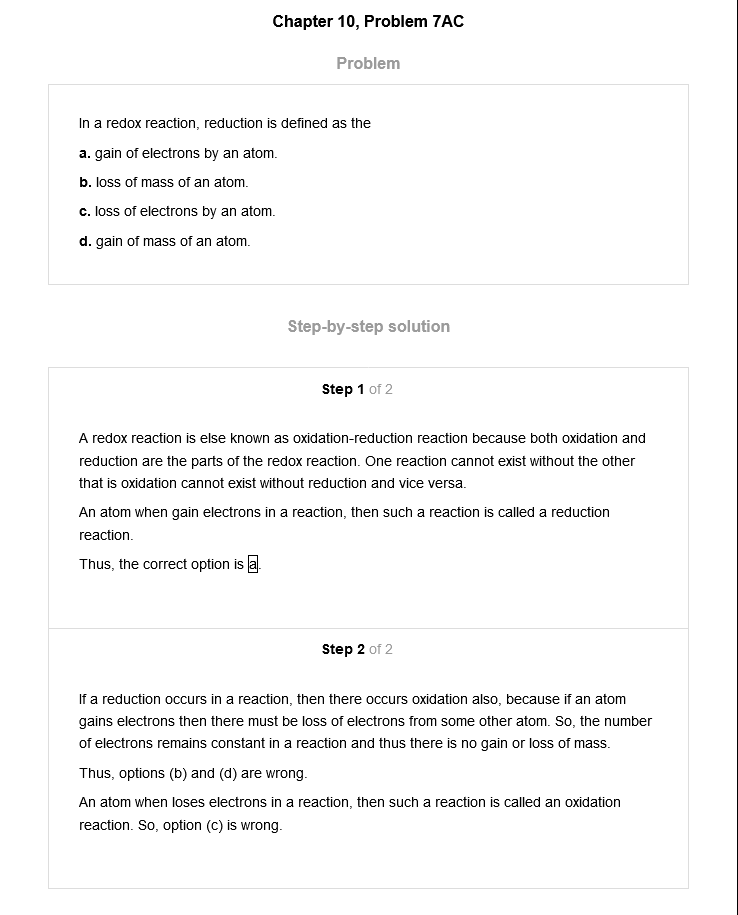 Chapter 10, Problem 7AC
Problem
In a redox reaction, reduction is defined as the
a. gain of electrons by an atom.
b. loss of mass of an atom.
c. loss of electrons by an atom.
d. gain of mass of an atom.
Step-by-step solution
Step 1 of 2
A redox reaction is else known as oxidation-reduction reaction because both oxidation and
reduction are the parts of the redox reaction. One reaction cannot exist without the other
that is oxidation cannot exist without reduction and vice versa.
An atom when gain electrons in a reaction, then such a reaction is called a reduction
reaction.
Thus, the correct option is a.
Step 2 of 2
If a reduction occurs in a reaction, then there occurs oxidation also, because if an atom
gains electrons then there must be loss of electrons from some other atom. So, the number
of electrons remains constant in a reaction and thus there is no gain or loss of mass.
Thus, options (b) and (d) are wrong.
An atom when loses electrons in a reaction, then such a reaction is called an oxidation
reaction. So, option (c) is wrong.